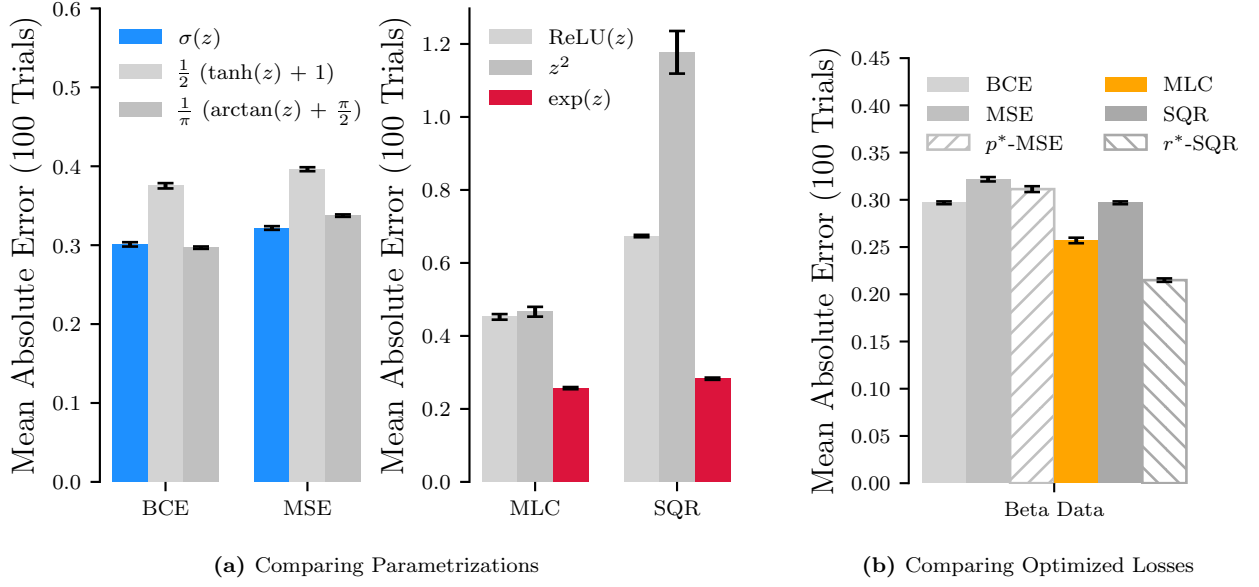 Mean Absolute Error (100 Trials)
0.6
0.5
0.4
0.3
0.2
0.1
0.0
σ(z)
1/2 (tanh(z) + 1)
1/π (arctan(z) + π/2)
BCE
MSE
Mean Absolute Error (100 Trials)
1.2
1.0
0.8
0.6
0.4
0.2
0.0
ReLU(z)
z²
exp(z)
MLC
SQR
(a) Comparing Parametrizations
Mean Absolute Error (100 Trials)
0.45
0.40
0.35
0.30
0.25
0.20
0.15
0.10
0.05
0.00
BCE
MSE
p*-MSE
MLC
SQR
r*-SQR
Beta Data
(b) Comparing Optimized Losses